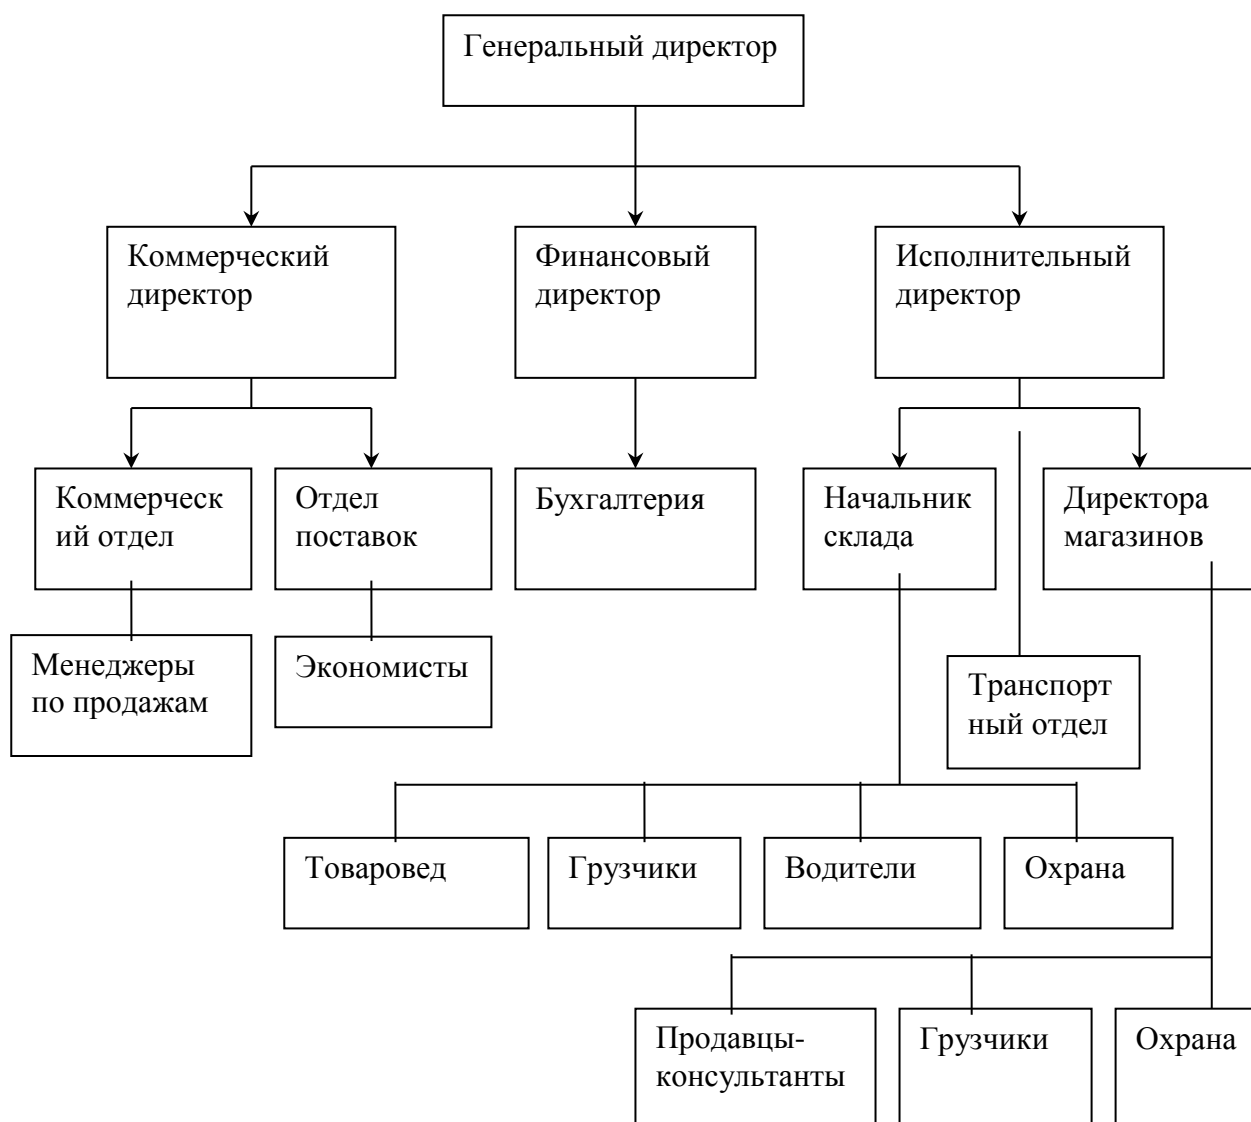 Генеральный директор
Коммерческий
директор
Финансовый
директор
Исполнительный
директор
Коммерческ
ий отдел
Отдел
поставок
Бухгалтерия
Начальник
склада
Директора
магазинов
Менеджеры
по продажам
Экономисты
Транспорт
ный отдел
Товаровед
Грузчики
Водители
Охрана
Продавцы-
консультанты
Грузчики
Охрана